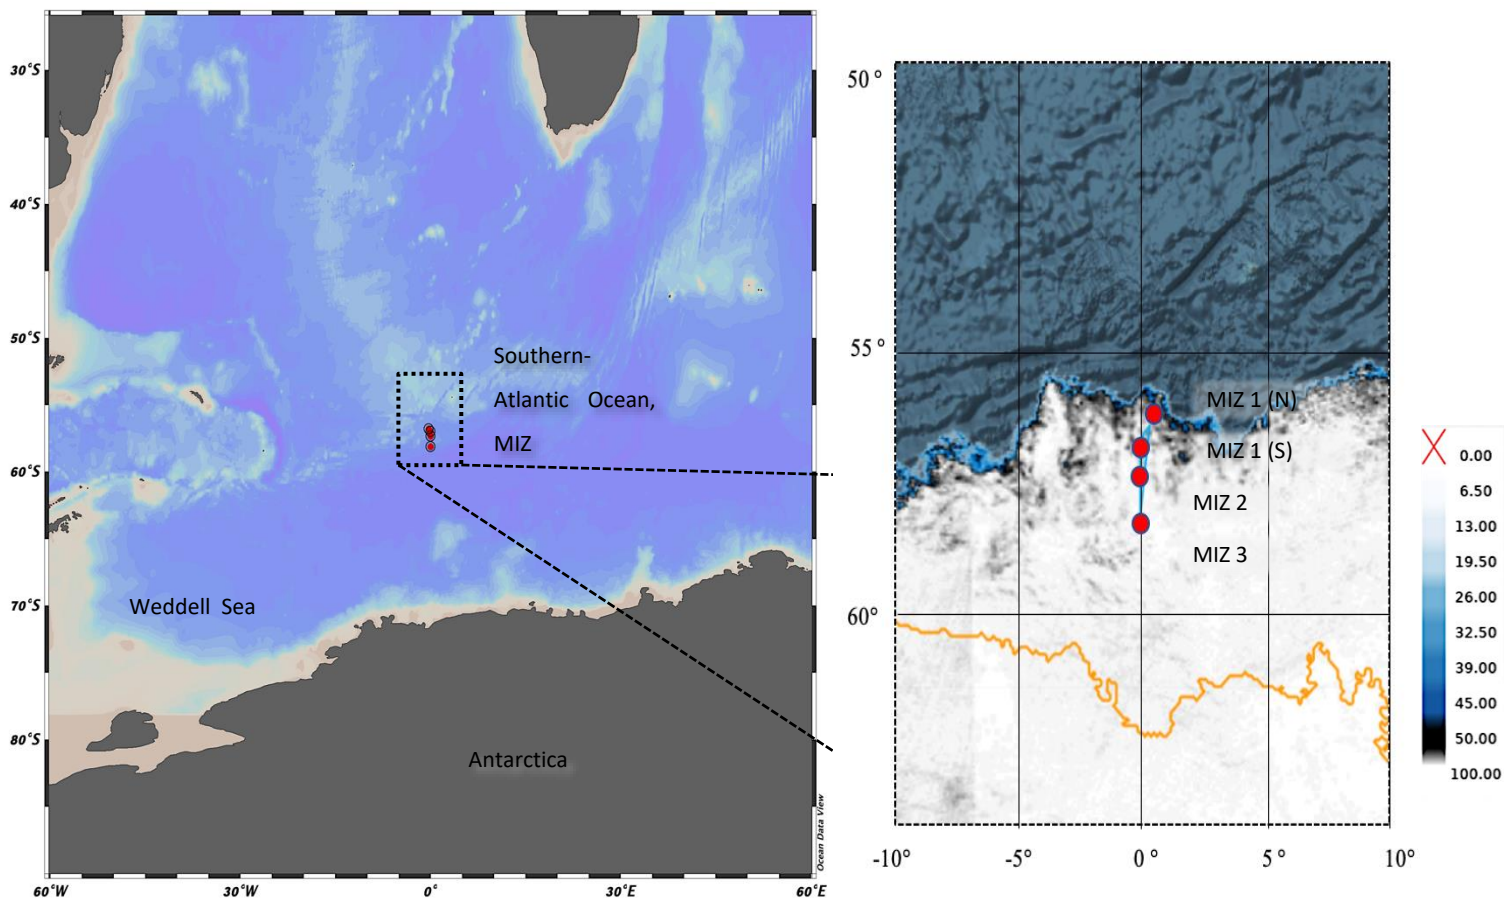 30°S
40°S
50°S
60°S
70°S
80°S
60°W
30°W
0°
30°E
60°E
Southern-
Atlantic Ocean,
MIZ
Weddell Sea
Antarctica
Ocean Data View
50 °
55 °
60°
-10°
-5°
0 °
5 °
10°
MIZ 1 (N)
MIZ 1 (S)
MIZ 2
MIZ 3
0.00
6.50
13.00
19.50
26.00
32.50
39.00
45.00
50.00
100.00